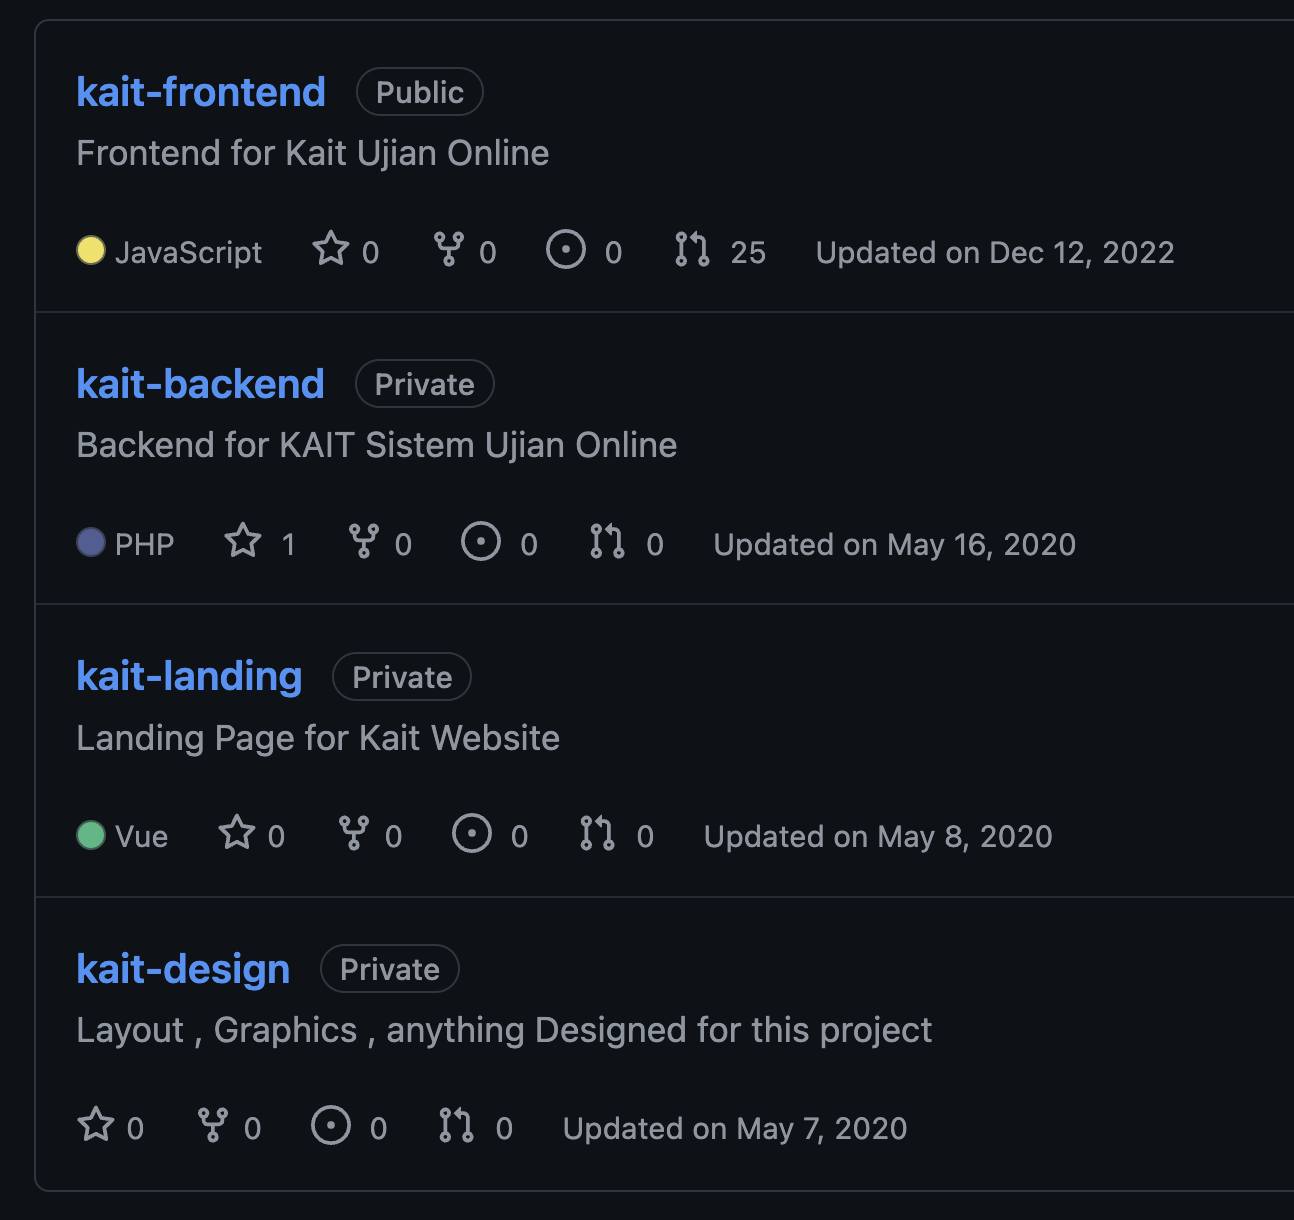 kait-frontend Public
Frontend for Kait Ujian Online
JavaScript 0 0 0 25 Updated on Dec 12, 2022
kait-backend Private
Backend for KAIT Sistem Ujian Online
PHP 1 0 0 0 Updated on May 16, 2020
kait-landing Private
Landing Page for Kait Website
Vue 0 0 0 0 Updated on May 8, 2020
kait-design Private
Layout , Graphics , anything Designed for this project
0 0 0 0 Updated on May 7, 2020